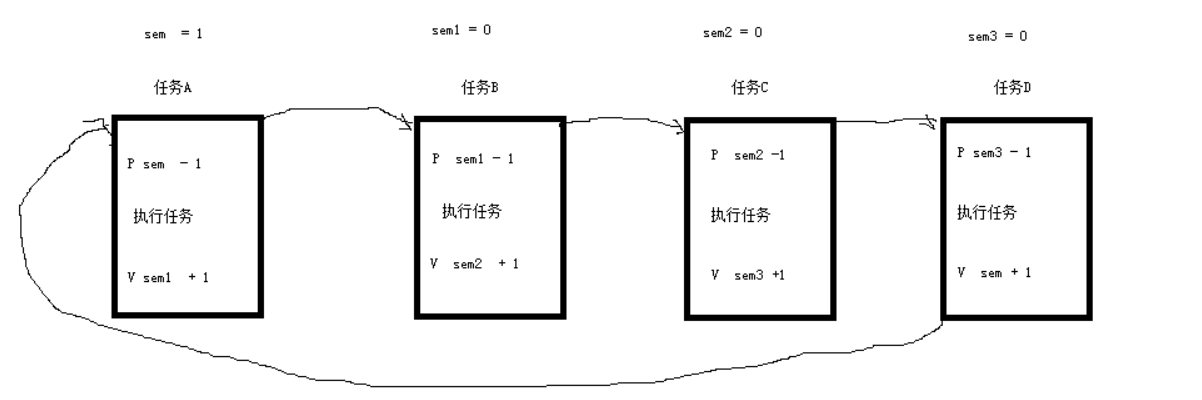 sem = 1
sem1 = 0
sem2 = 0
sem3 = 0
任务A
任务B
任务C
任务D
P sem - 1
执行任务
V sem1 + 1
P sem1 - 1
执行任务
V sem2 + 1
P sem2 -1
执行任务
V sem3 +1
P sem3 - 1
执行任务
V sem + 1